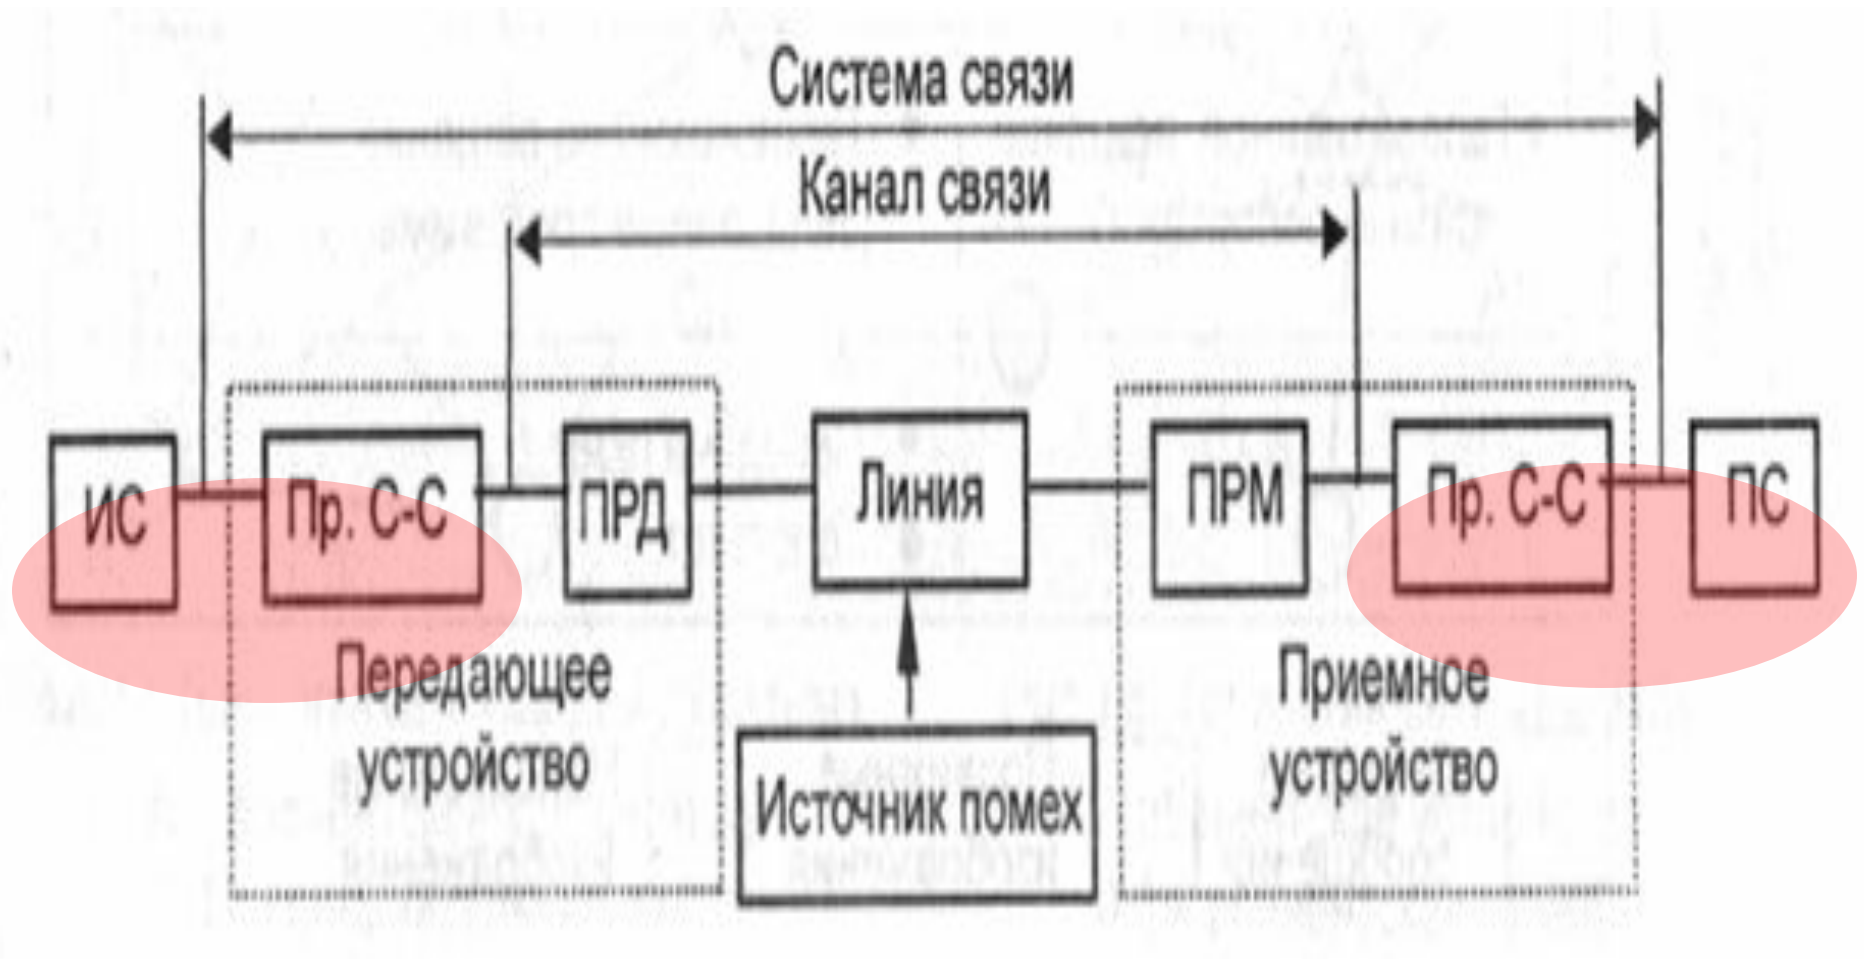 Система связи
Канал связи
ИС
Пр. С-С
ПРД
Линия
ПРМ
Пр. С-С
ПС
Передающее
устройство
Приемное
устройство
Источник помех